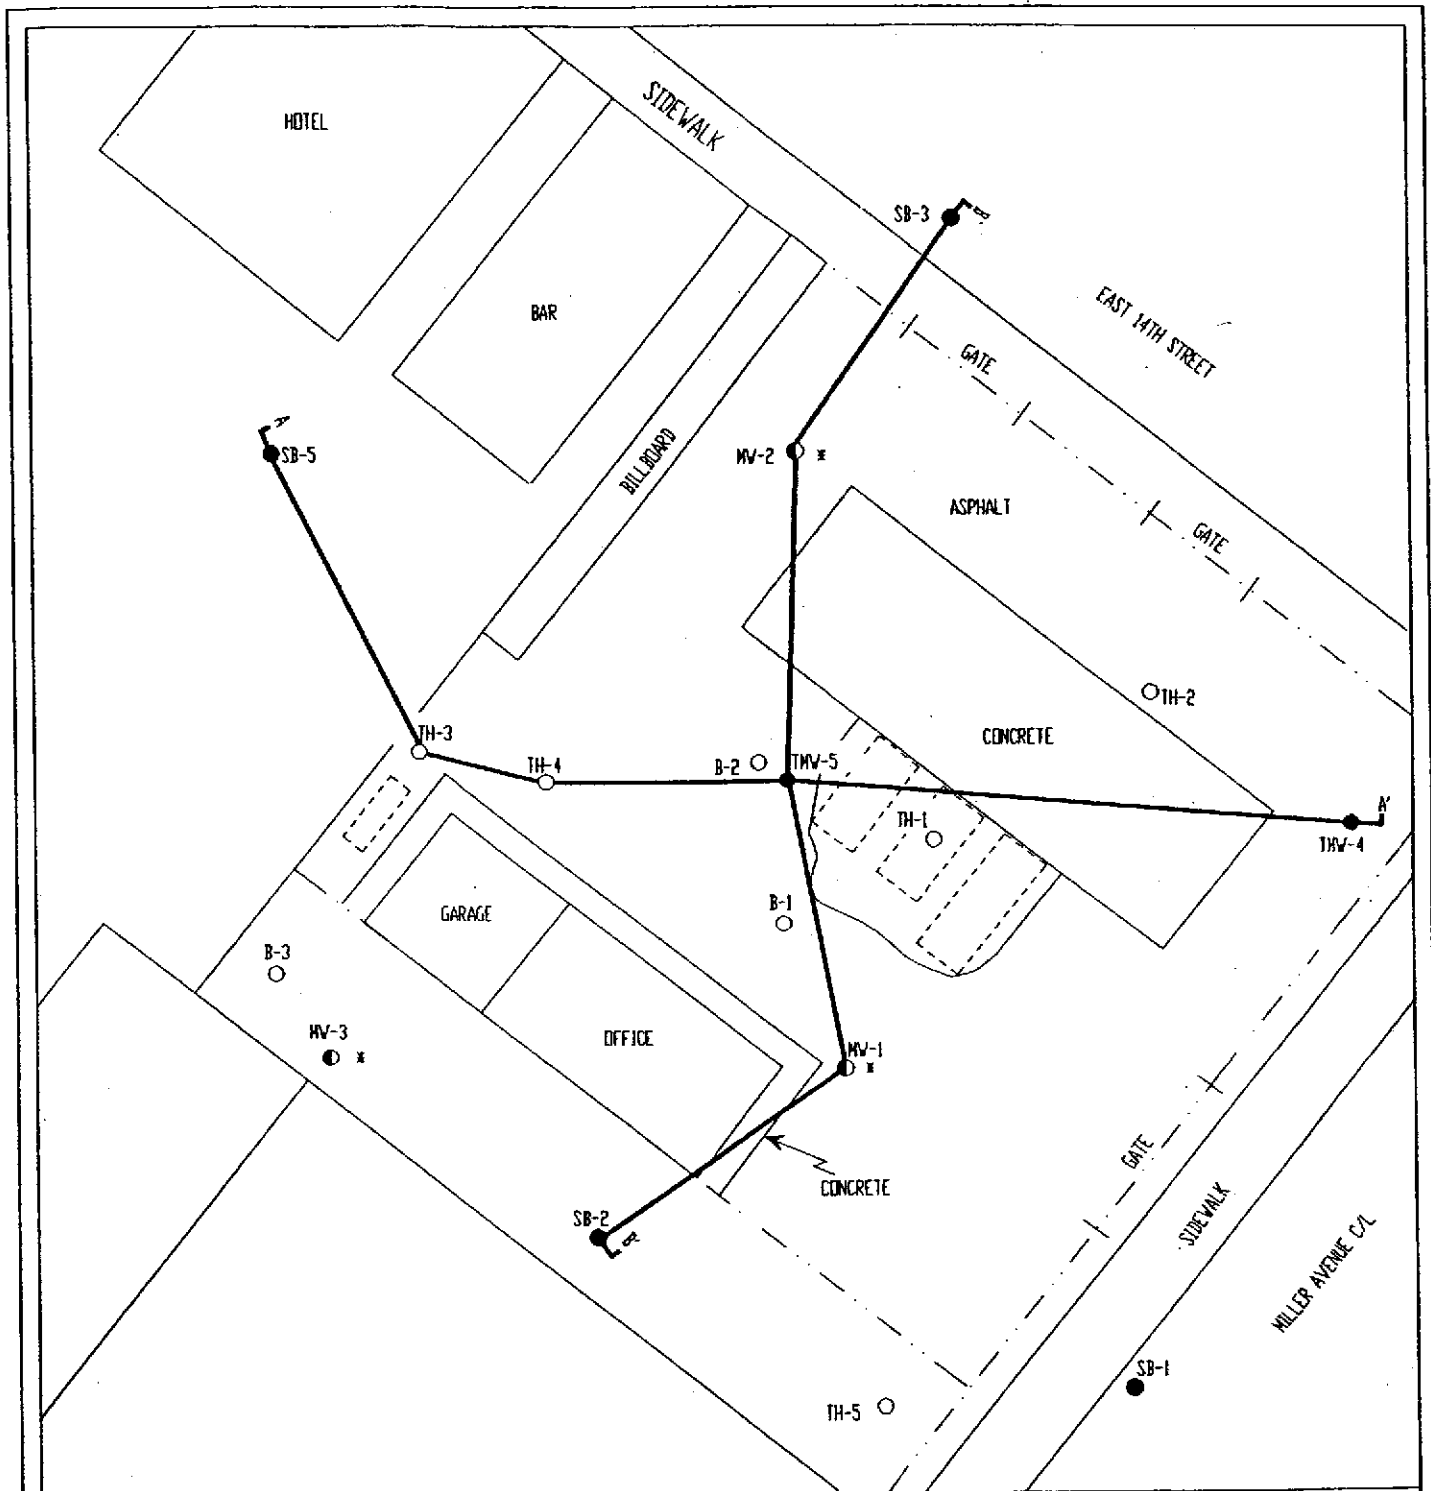 HOTEL
SIDEWALK
SB-3
B'
BAR
EAST 14TH STREET
GATE
A
SB-5
BILLBOARD
MW-2 *
ASPHALT
GATE
TH-2
TH-3
TH-4
B-2
TMW-5
CONCRETE
TH-1
A'
TMW-4
GARAGE
B-1
B-3
OFFICE
MW-3 *
MW-1 *
GATE
CONCRETE
SB-2
SIDEWALK
MILLER AVENUE C/L
SB-1
TH-5